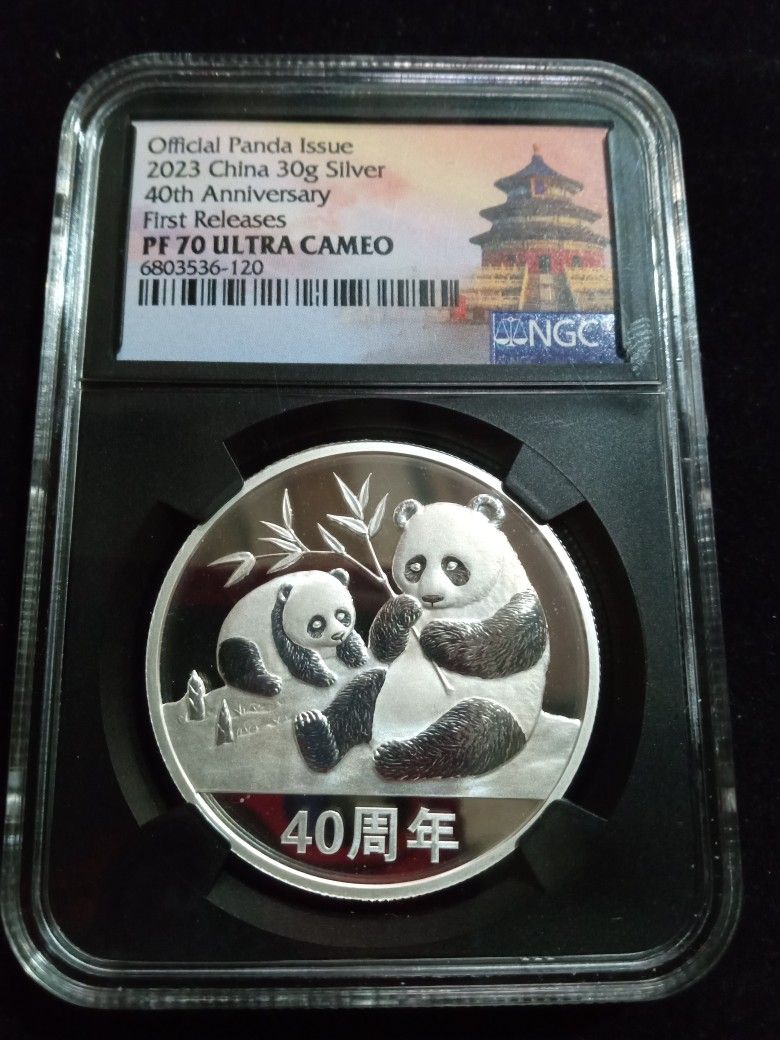 Official Panda Issue
2023 China 30g Silver
40th Anniversary
First Releases
PF 70 ULTRA CAMEO
6803536-120
NGC
40周年